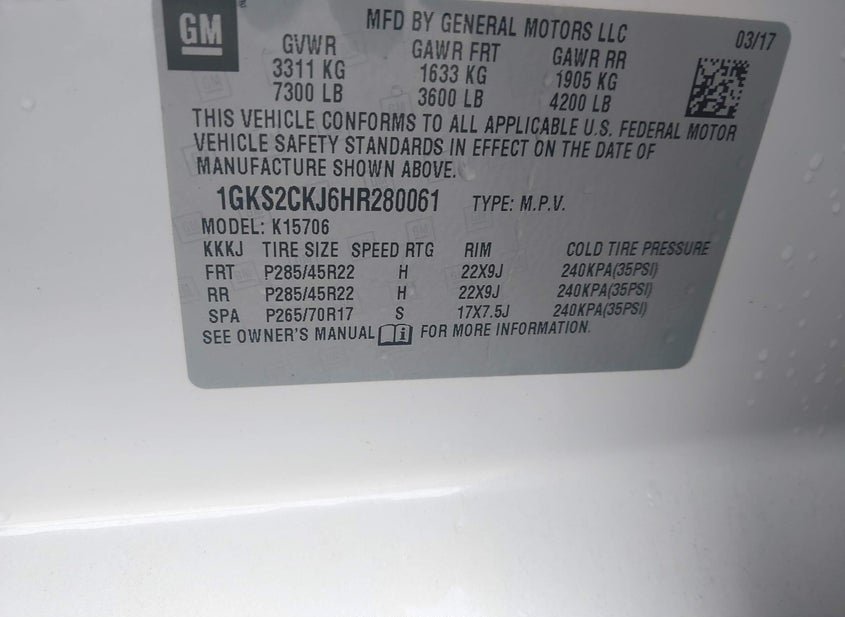 GM
MFD BY GENERAL MOTORS LLC
03/17
GVWR GAWR FRT GAWR RR
3311 KG 1633 KG 1905 KG
7300 LB 3600 LB 4200 LB
THIS VEHICLE CONFORMS TO ALL APPLICABLE U.S. FEDERAL MOTOR
VEHICLE SAFETY STANDARDS IN EFFECT ON THE DATE OF
MANUFACTURE SHOWN ABOVE.
1GKS2CKJ6HR280061 TYPE: M.P.V.
MODEL: K15706
KKKJ TIRE SIZE SPEED RTG RIM COLD TIRE PRESSURE
FRT P285/45R22 H 22X9J 240KPA(35PSI)
RR P285/45R22 H 22X9J 240KPA(35PSI)
SPA P265/70R17 S 17X7.5J 240KPA(35PSI)
SEE OWNER'S MANUAL FOR MORE INFORMATION.